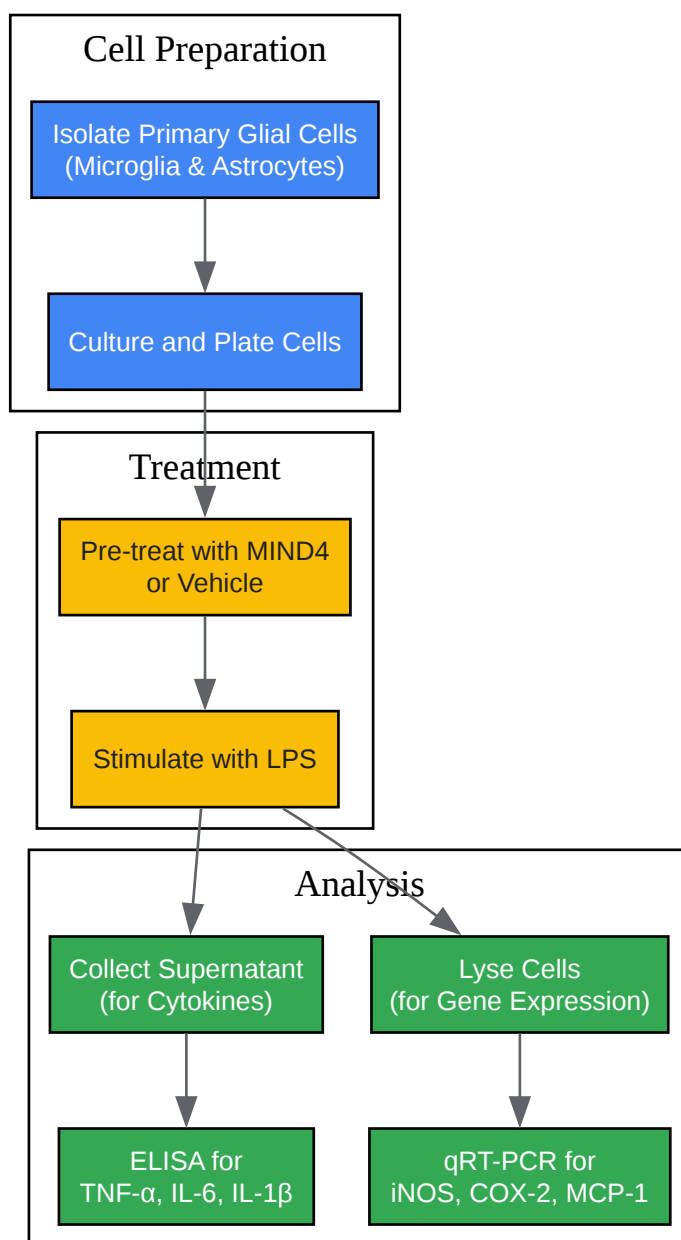 Cell Preparation
Isolate Primary Glial Cells
(Microglia & Astrocytes)
Culture and Plate Cells
Treatment
Pre-treat with MIND4
or Vehicle
Stimulate with LPS
Analysis
Collect Supernatant
(for Cytokines)
Lyse Cells
(for Gene Expression)
ELISA for
TNF-α, IL-6, IL-1β
qRT-PCR for
iNOS, COX-2, MCP-1